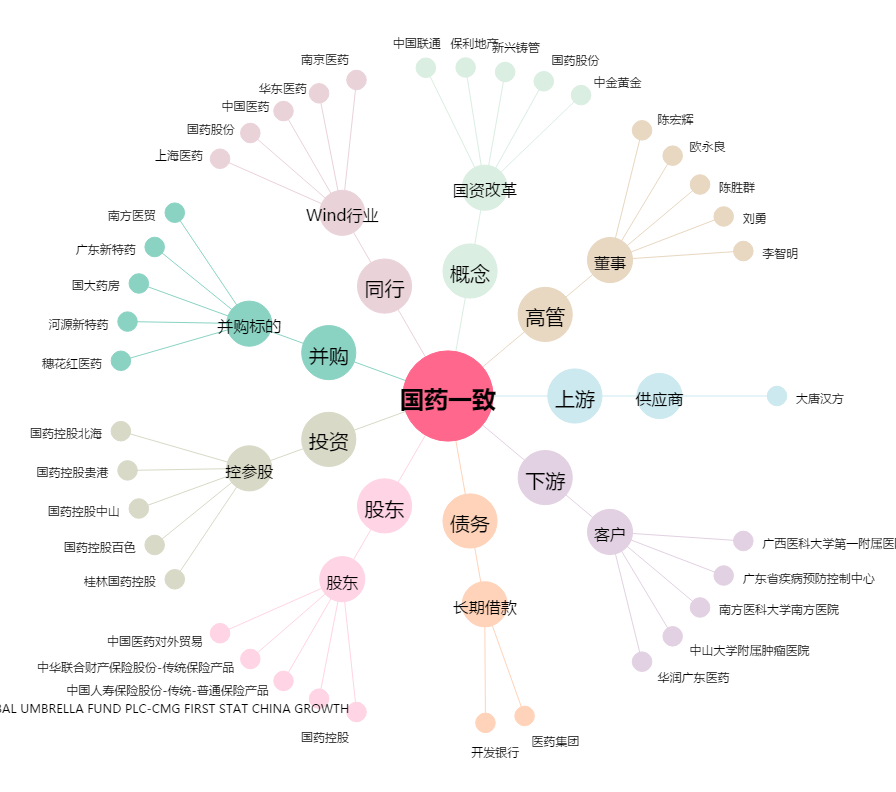 中国联通
保利地产
新兴铸管
国药股份
中金黄金
国资改革
概念
南京医药
华东医药
中国医药
国药股份
上海医药
Wind行业
同行
陈宏辉
欧永良
陈胜群
刘勇
李智明
董事
高管
南方医贸
广东新特药
国大药房
河源新特药
穗花红医药
并购标的
并购
国药一致
上游
供应商
大唐汉方
投资
控参股
国药控股北海
国药控股贵港
国药控股中山
国药控股百色
桂林国药控股
下游
客户
广西医科大学第一附属医
广东省疾病预防控制中心
南方医科大学南方医院
中山大学附属肿瘤医院
华润广东医药
股东
股东
中国医药对外贸易
中华联合财产保险股份-传统保险产品
中国人寿保险股份-传统-普通保险产品
UMBRELLA FUND PLC-CMG FIRST STAT CHINA GROWTH
国药控股
债务
长期借款
开发银行
医药集团